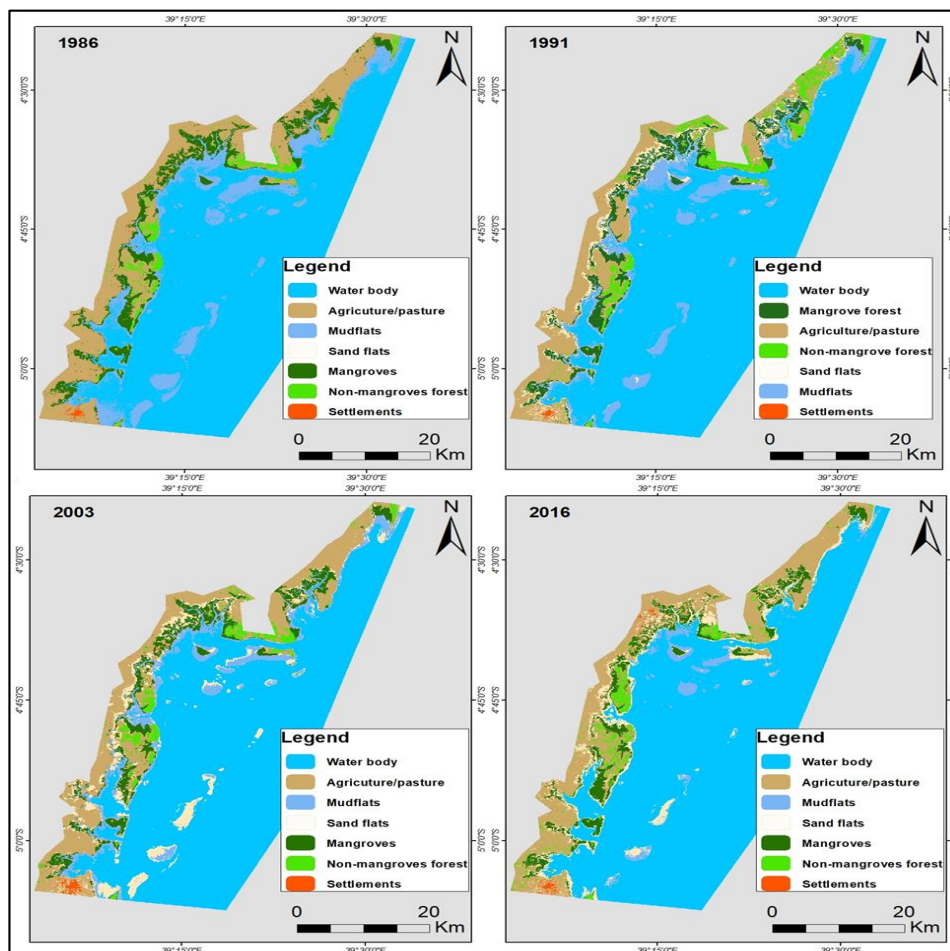 39°15'0"E 39°30'0"E
1986
N
4°30'0"S
4°45'0"S
5°0'0"S
Legend
Water body
Agricuture/pasture
Mudflats
Sand flats
Mangroves
Non-mangroves forest
Settlements
0 20
Km
39°15'0"E 39°30'0"E
39°15'0"E 39°30'0"E
1991
N
4°30'0"S
4°45'0"S
5°0'0"S
Legend
Water body
Mangrove forest
Agriculture/pasture
Non-mangrove forest
Sand flats
Mudflats
Settlements
0 20
Km
39°15'0"E 39°30'0"E
2003
N
4°30'0"S
4°45'0"S
5°0'0"S
Legend
Water body
Agricuture/pasture
Mudflats
Sand flats
Mangroves
Non-mangroves forest
Settlements
0 20
Km
39°15'0"E 39°30'0"E
2016
N
4°30'0"S
4°45'0"S
5°0'0"S
Legend
Water body
Agricuture/pasture
Mudflats
Sand flats
Mangroves
Non-mangroves forest
Settlements
0 20
Km
39°15'0"E 39°30'0"E